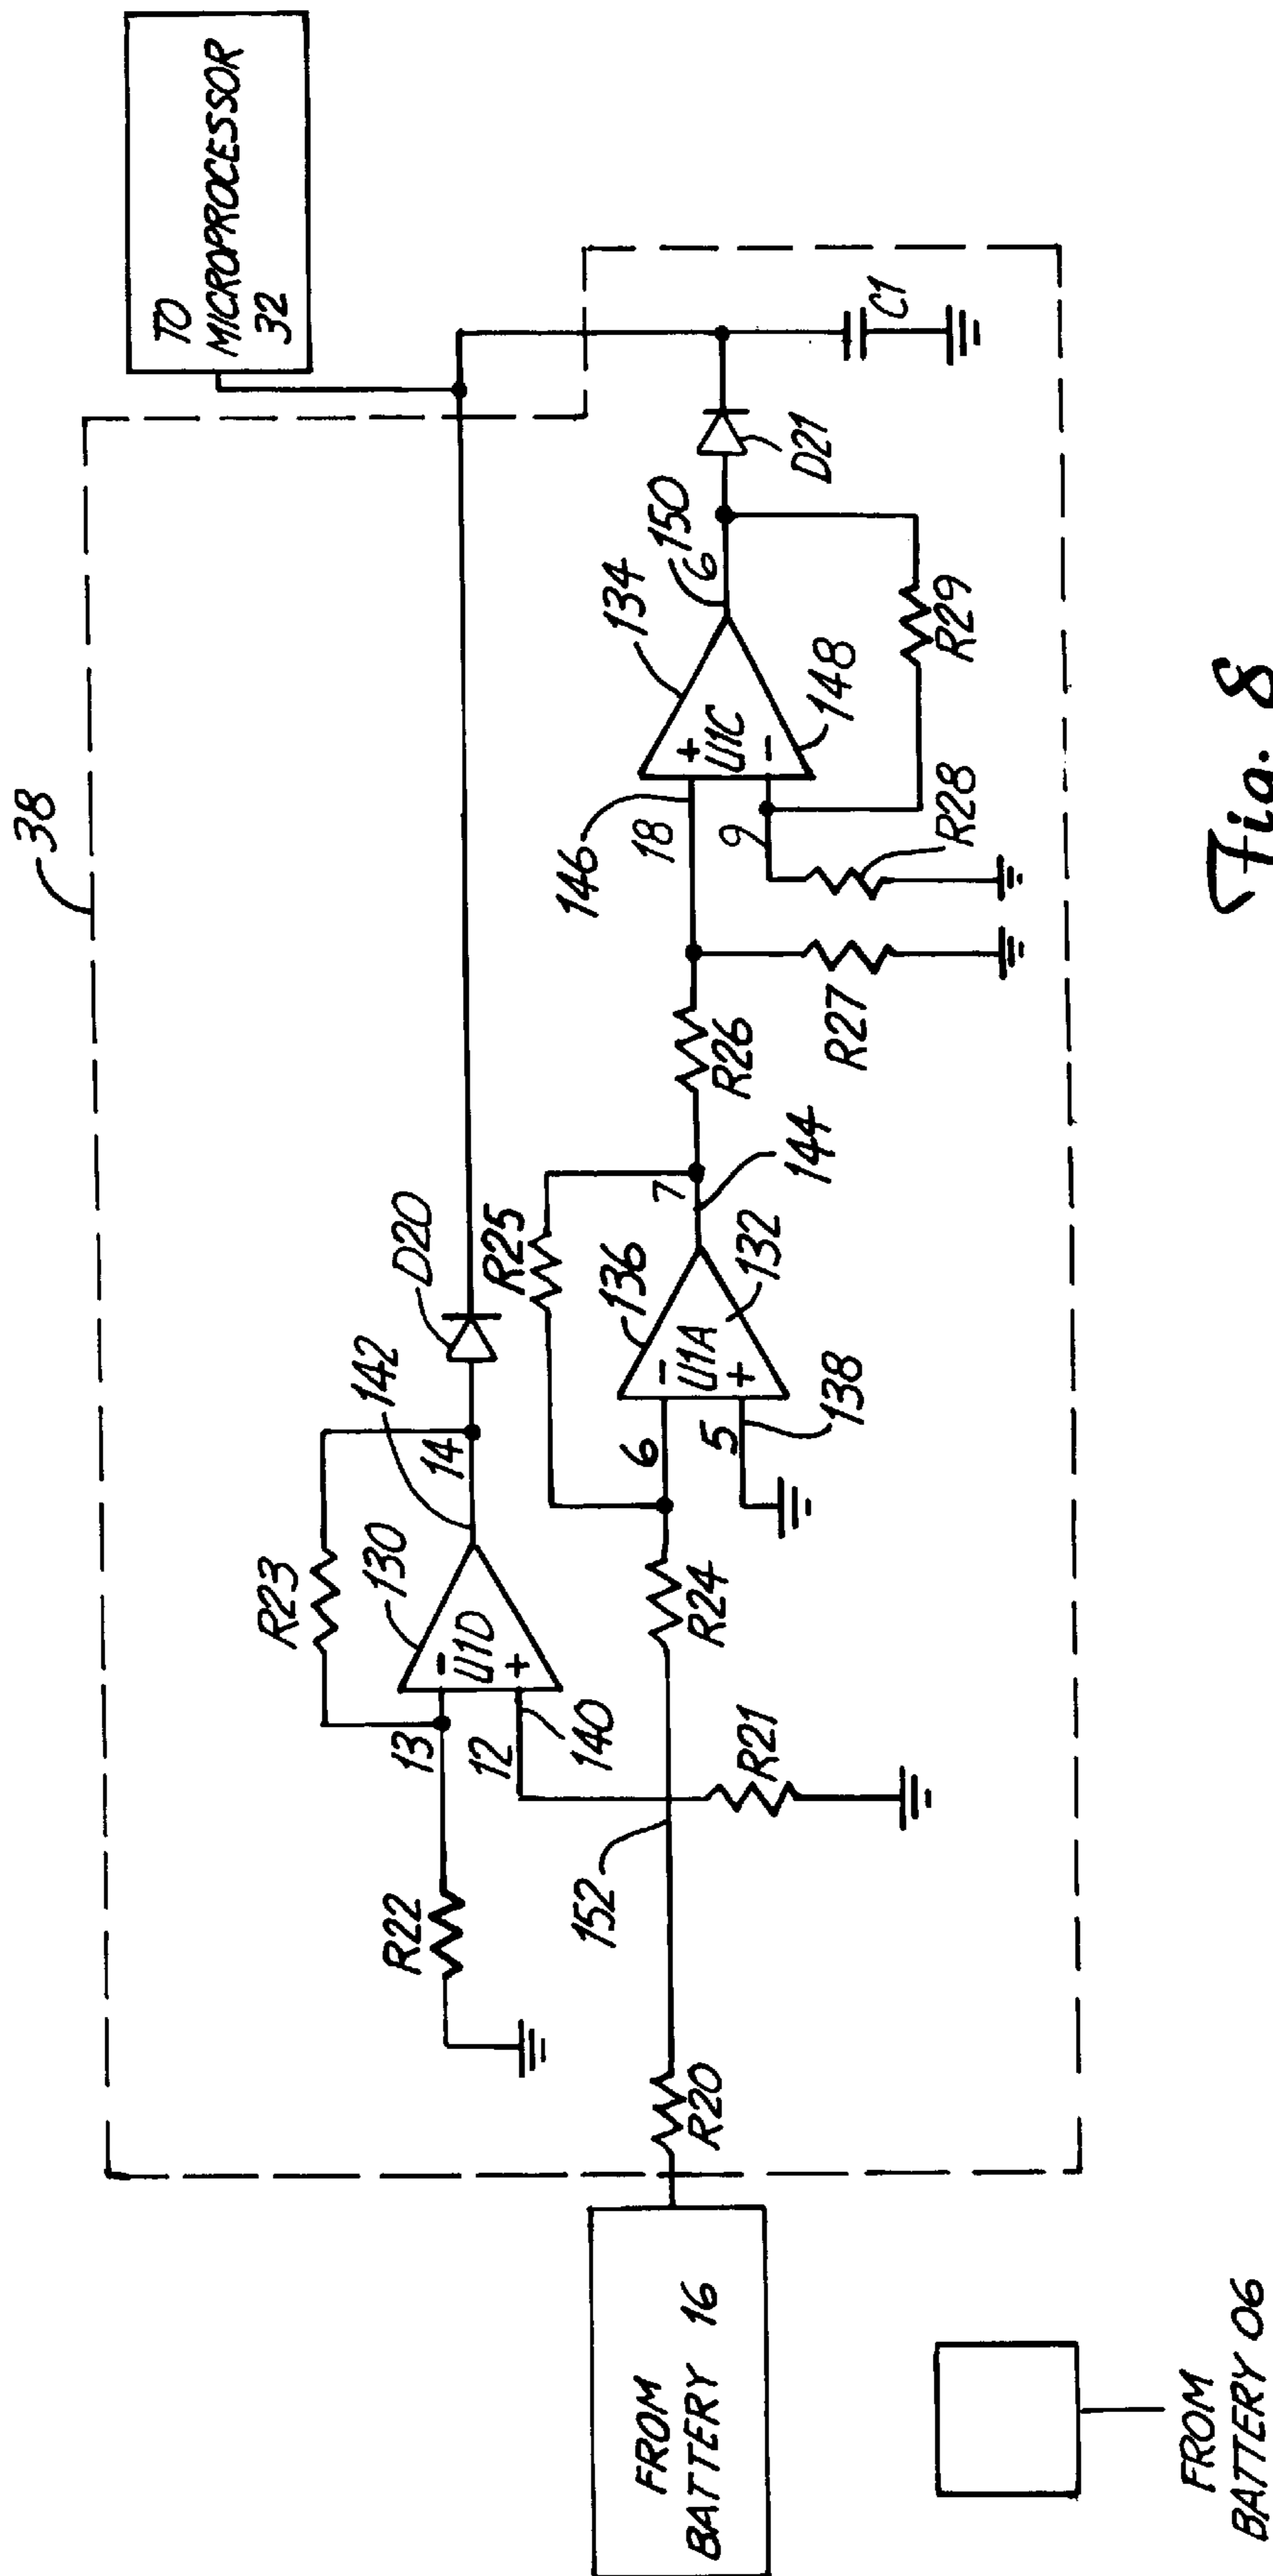 38
TO
MICROPROCESSOR
32
R23
130
142
D20
14
13
U1D
-
+
R22
12
140
R25
136
7
134
150
6
D21
C1
146
18
+
U1C
-
9
148
R28
R29
R26
R27
144
132
6
-
U1A
+
5
138
R24
R21
152
R20
FROM
BATTERY 16
FROM
BATTERY 06
Fig. 8